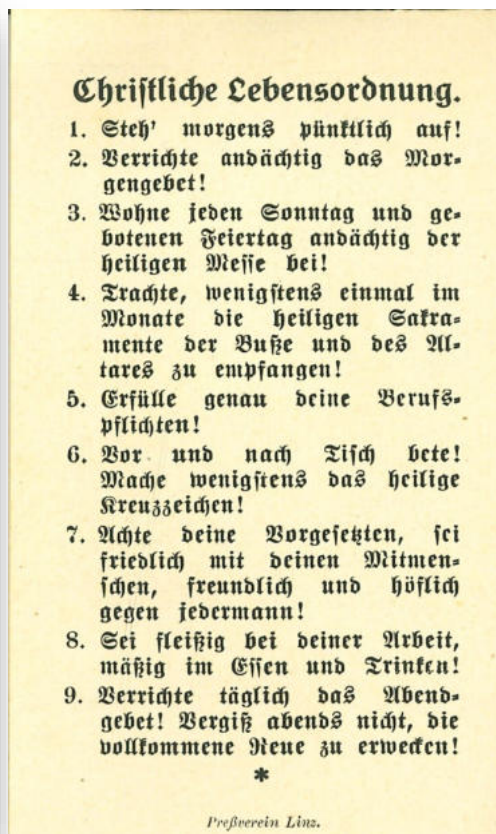 Christliche Lebensordnung.
1. Steh' morgens pünktlich auf!
2. Verrichte andächtig das Mor-
gengebet!
3. Wohne jeden Sonntag und ge-
botenen Feiertag andächtig der
heiligen Messe bei!
4. Trachte, wenigstens einmal im
Monate die heiligen Sakra-
mente der Buße und des Al-
tares zu empfangen!
5. Erfülle genau deine Berufs-
pflichten!
6. Vor und nach Tisch bete!
Mache wenigstens das heilige
Kreuzzeichen!
7. Achte deine Vorgesetzten, sei
friedlich mit deinen Mitmen-
schen, freundlich und höflich
gegen jedermann!
8. Sei fleißig bei deiner Arbeit,
mäßig im Essen und Trinken!
9. Verrichte täglich das Abend-
gebet! Vergiß abends nicht, die
vollkommene Reue zu erwecken!
*
Preßverein Linz.